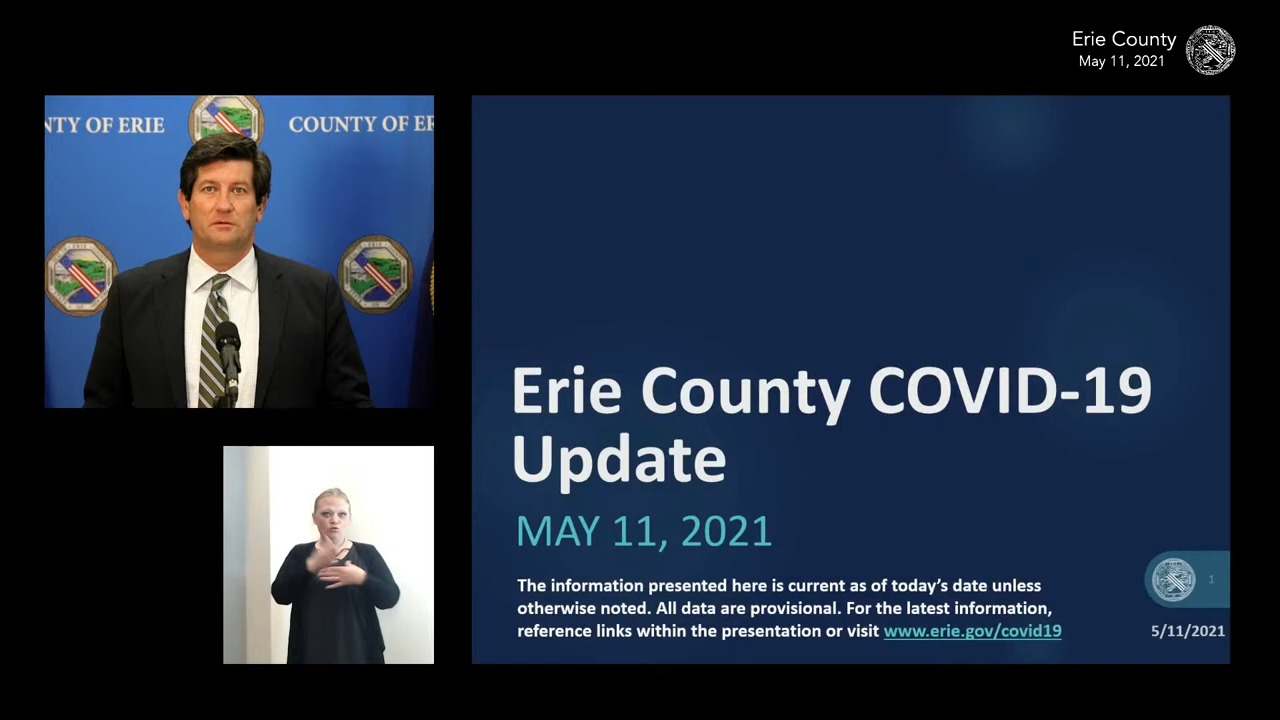 Erie County
May 11, 2021
NTY OF ERIE
COUNTY OF ER
Erie County COVID-19
Update
MAY 11, 2021
The information presented here is current as of today's date unless
otherwise noted. All data are provisional. For the latest information,
reference links within the presentation or visit www.erie.gov/covid19
1
5/11/2021